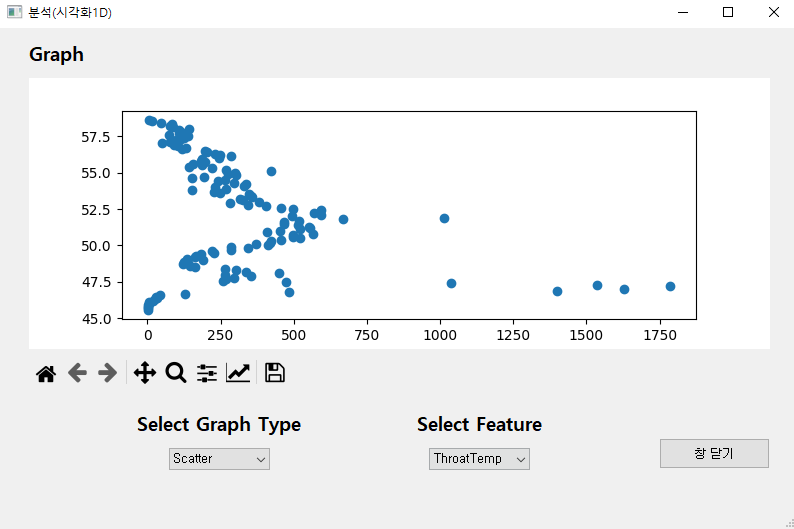 분석(시각화1D)
Graph
57.5
55.0
52.5
50.0
47.5
45.0
0 250 500 750 1000 1250 1500 1750
Select Graph Type Select Feature
Scatter ThroatTemp 창 닫기